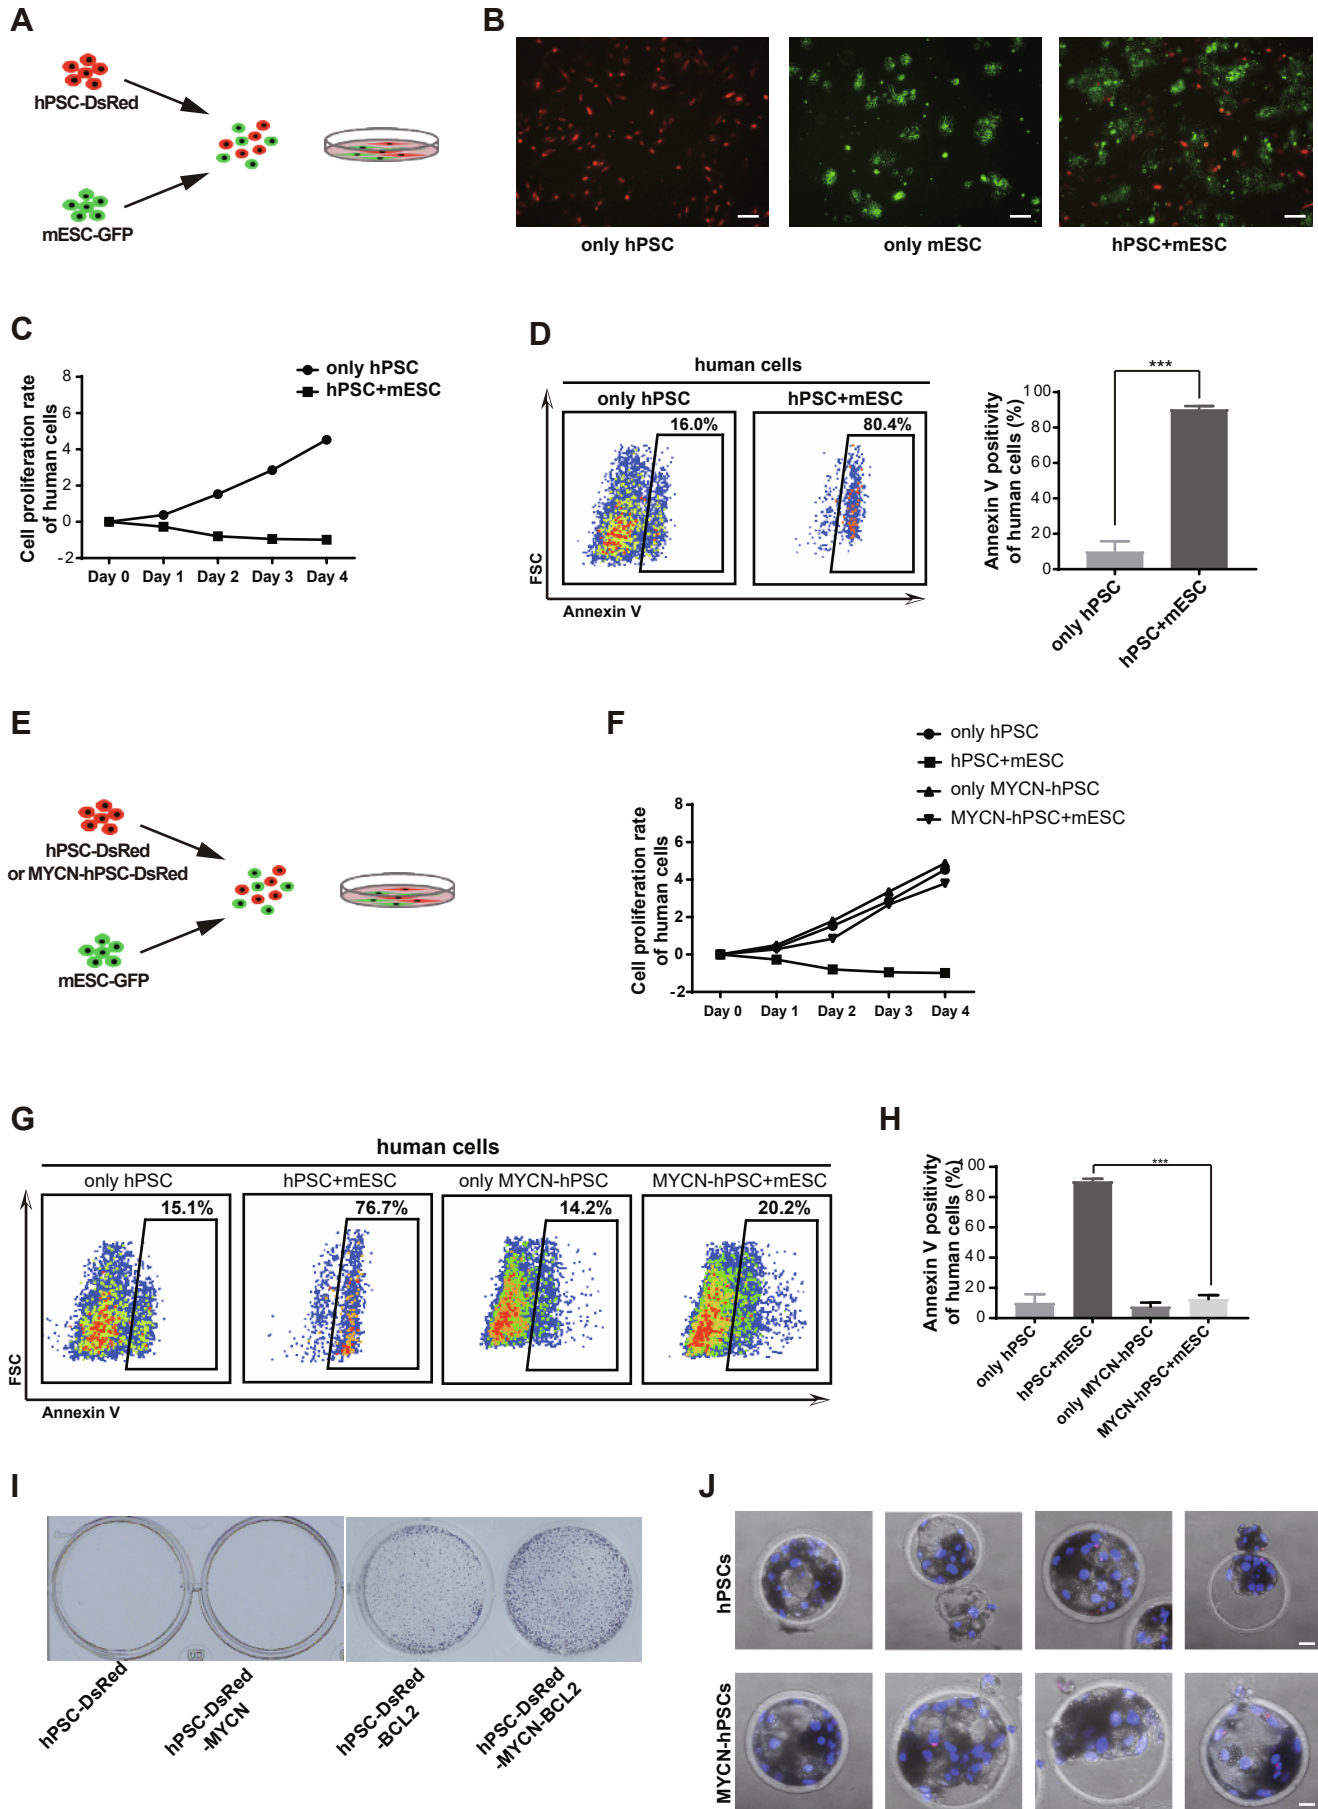 A
hPSC-DsRed
mESC-GFP
B
only hPSC
only mESC
hPSC+mESC
C
Cell proliferation rate
of human cells
8
6
4
2
0
-2
Day 0
Day 1
Day 2
Day 3
Day 4
only hPSC
hPSC+mESC
D
human cells
only hPSC
hPSC+mESC
16.0%
80.4%
FSC
Annexin V
Annexin V positivity
of human cells (%)
100
80
60
40
20
0
***
only hPSC
hPSC+mESC
E
hPSC-DsRed
or MYCN-hPSC-DsRed
mESC-GFP
F
only hPSC
hPSC+mESC
only MYCN-hPSC
MYCN-hPSC+mESC
Cell proliferation rate
of human cells
8
6
4
2
0
-2
Day 0
Day 1
Day 2
Day 3
Day 4
G
human cells
only hPSC
hPSC+mESC
only MYCN-hPSC
MYCN-hPSC+mESC
15.1%
76.7%
14.2%
20.2%
FSC
Annexin V
H
Annexin V positivity
of human cells (%)
100
80
60
40
20
0
***
only hPSC
hPSC+mESC
only MYCN-hPSC
MYCN-hPSC+mESC
I
hPSC-DsRed
hPSC-DsRed
-MYCN
hPSC-DsRed
-BCL2
hPSC-DsRed
-MYCN-BCL2
J
hPSCs
MYCN-hPSCs